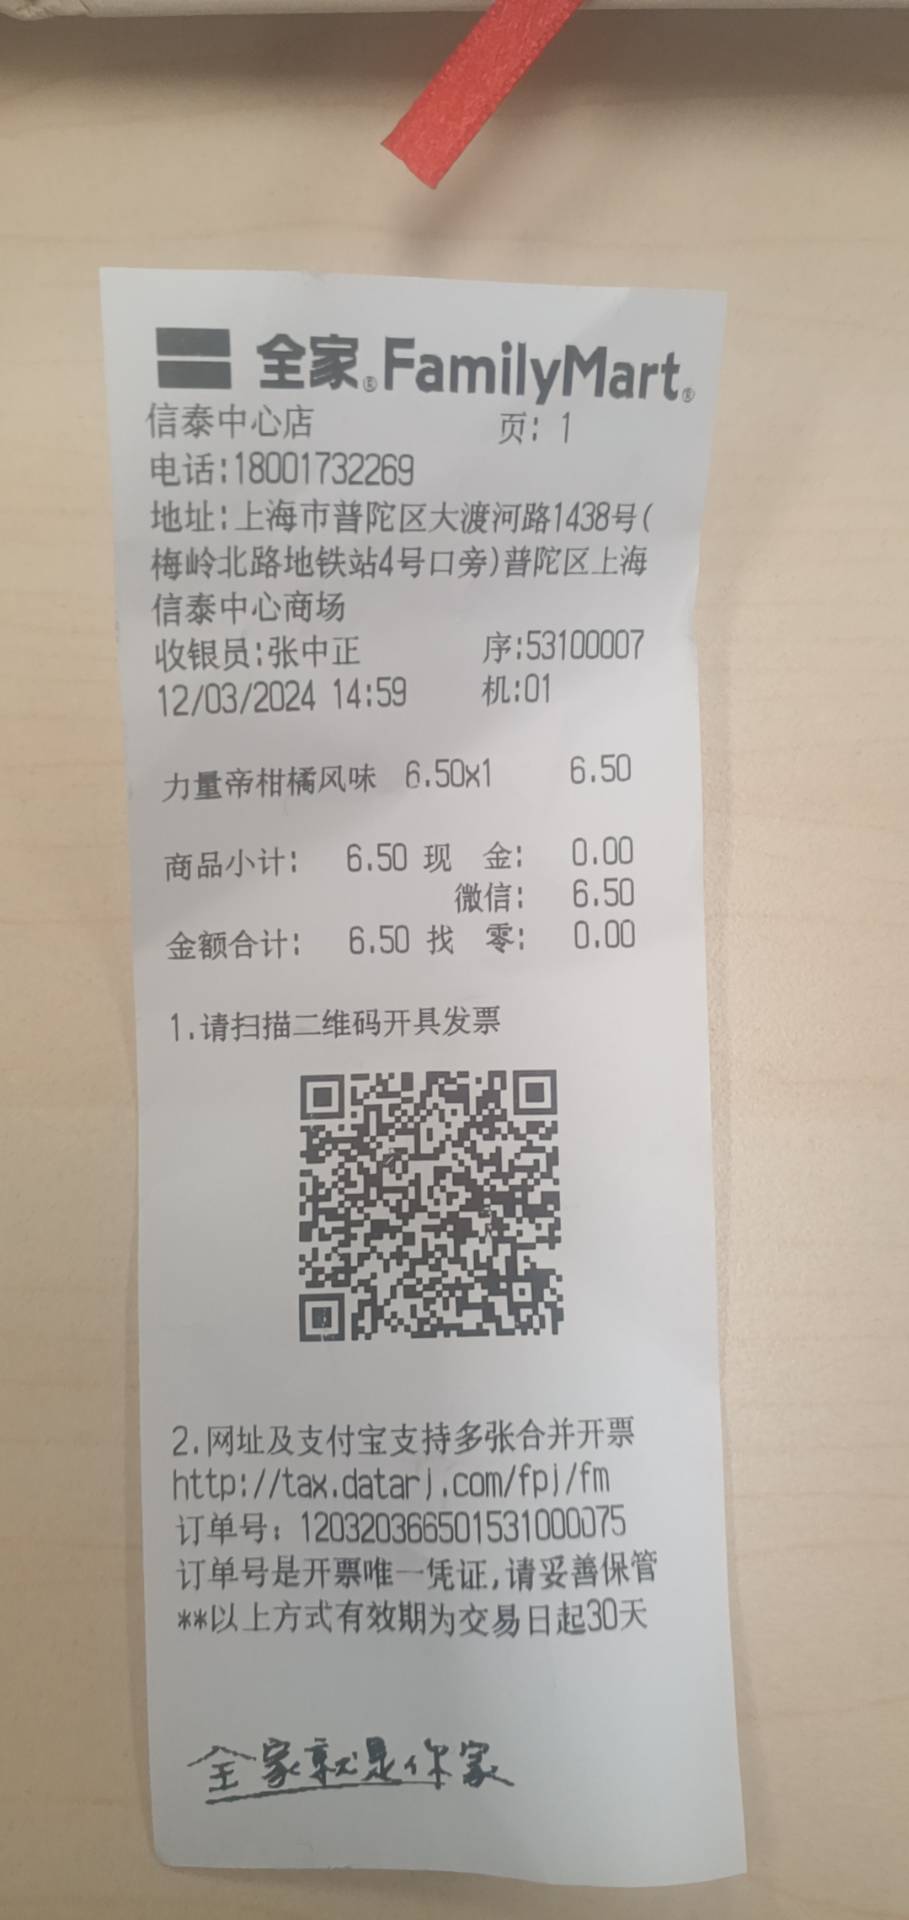 全家® FamilyMart®
信泰中心店 页: 1
电话:18001732269
地址:上海市普陀区大渡河路1438号(
梅岭北路地铁站4号口旁)普陀区上海
信泰中心商场
收银员:张中正 序:53100007
12/03/2024 14:59 机:01
力量帝柑橘风味 6.50x1 6.50
商品小计: 6.50 现 金: 0.00
微信: 6.50
金额合计: 6.50 找 零: 0.00
1.请扫描二维码开具发票
2.网址及支付宝支持多张合并开票
http://tax.datarj.com/fpj/fm
订单号: 120320366501531000075
订单号是开票唯一凭证,请妥善保管
**以上方式有效期为交易日起30天
全家就是你家